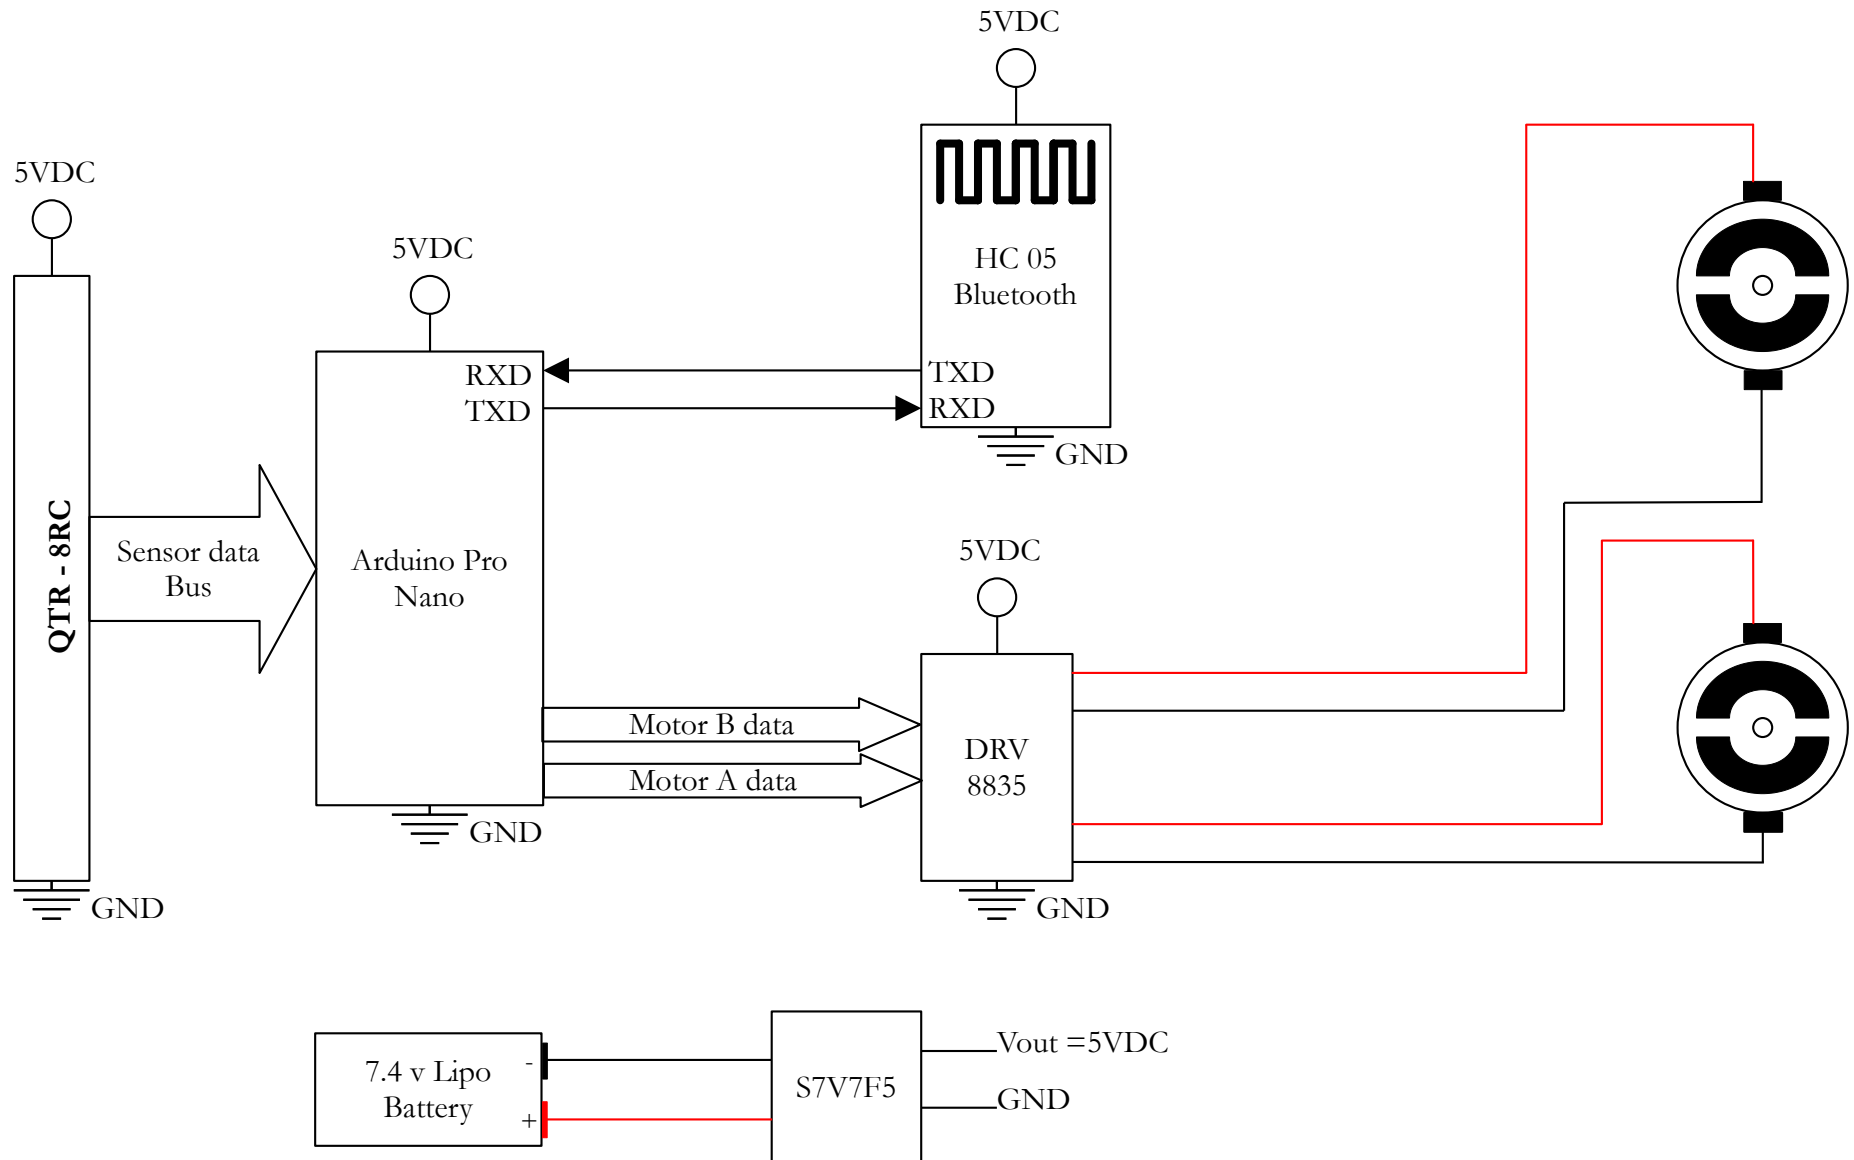 5VDC
5VDC
5VDC
HC 05
Bluetooth
RXD
TXD
TXD
RXD
GND
QTR - 8RC
Sensor data
Bus
Arduino Pro
Nano
5VDC
Motor B data
Motor A data
DRV
8835
GND
GND
GND
7.4 v Lipo
Battery
-
+
S7V7F5
Vout =5VDC
GND